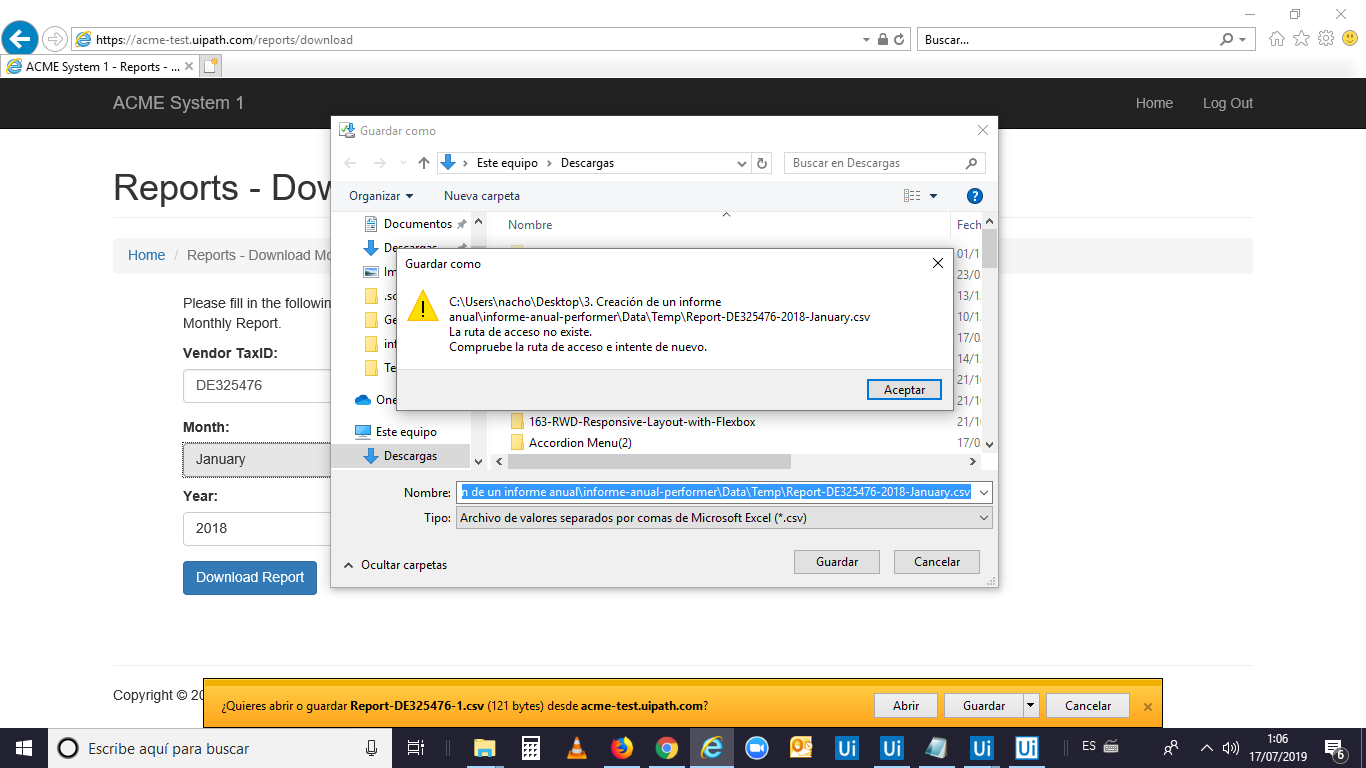 https://acme-test.uipath.com/reports/download
Buscar...
ACME System 1 - Reports - ...
ACME System 1
Home
Log Out
Guardar como
Este equipo
Descargas
Buscar en Descargas
Organizar
Nueva carpeta
Reports - Dow
Documentos
Nombre
Fech
Descargas
01/1
Home / Reports - Download Mo
Guardar como
23/0
.sc
13/1
Please fill in the following
C:\Users\nacho\Desktop\3. Creación de un informe
anual\informe-anual-performer\Data\Temp\Report-DE325476-2018-January.csv
La ruta de acceso no existe.
Compruebe la ruta de acceso e intente de nuevo.
Monthly Report.
Ge
10/1
inf
17/0
Vendor TaxID:
14/1
Te
DE325476
21/1
Aceptar
One
21/1
163-RWD-Responsive-Layout-with-Flexbox
21/1
Month:
Este equipo
Accordion Menu(2)
17/0
January
Descargas
Year:
Nombre:
n de un informe anual\informe-anual-performer\Data\Temp\Report-DE325476-2018-January.csv
2018
Tipo:
Archivo de valores separados por comas de Microsoft Excel (*.csv)
Ocultar carpetas
Guardar
Cancelar
Download Report
Copyright © 20
¿Quieres abrir o guardar Report-DE325476-1.csv (121 bytes) desde acme-test.uipath.com?
Abrir
Guardar
Cancelar
Escribe aquí para buscar
Ui
Ui
Ui
Ui
ES
1:06
17/07/2019
6